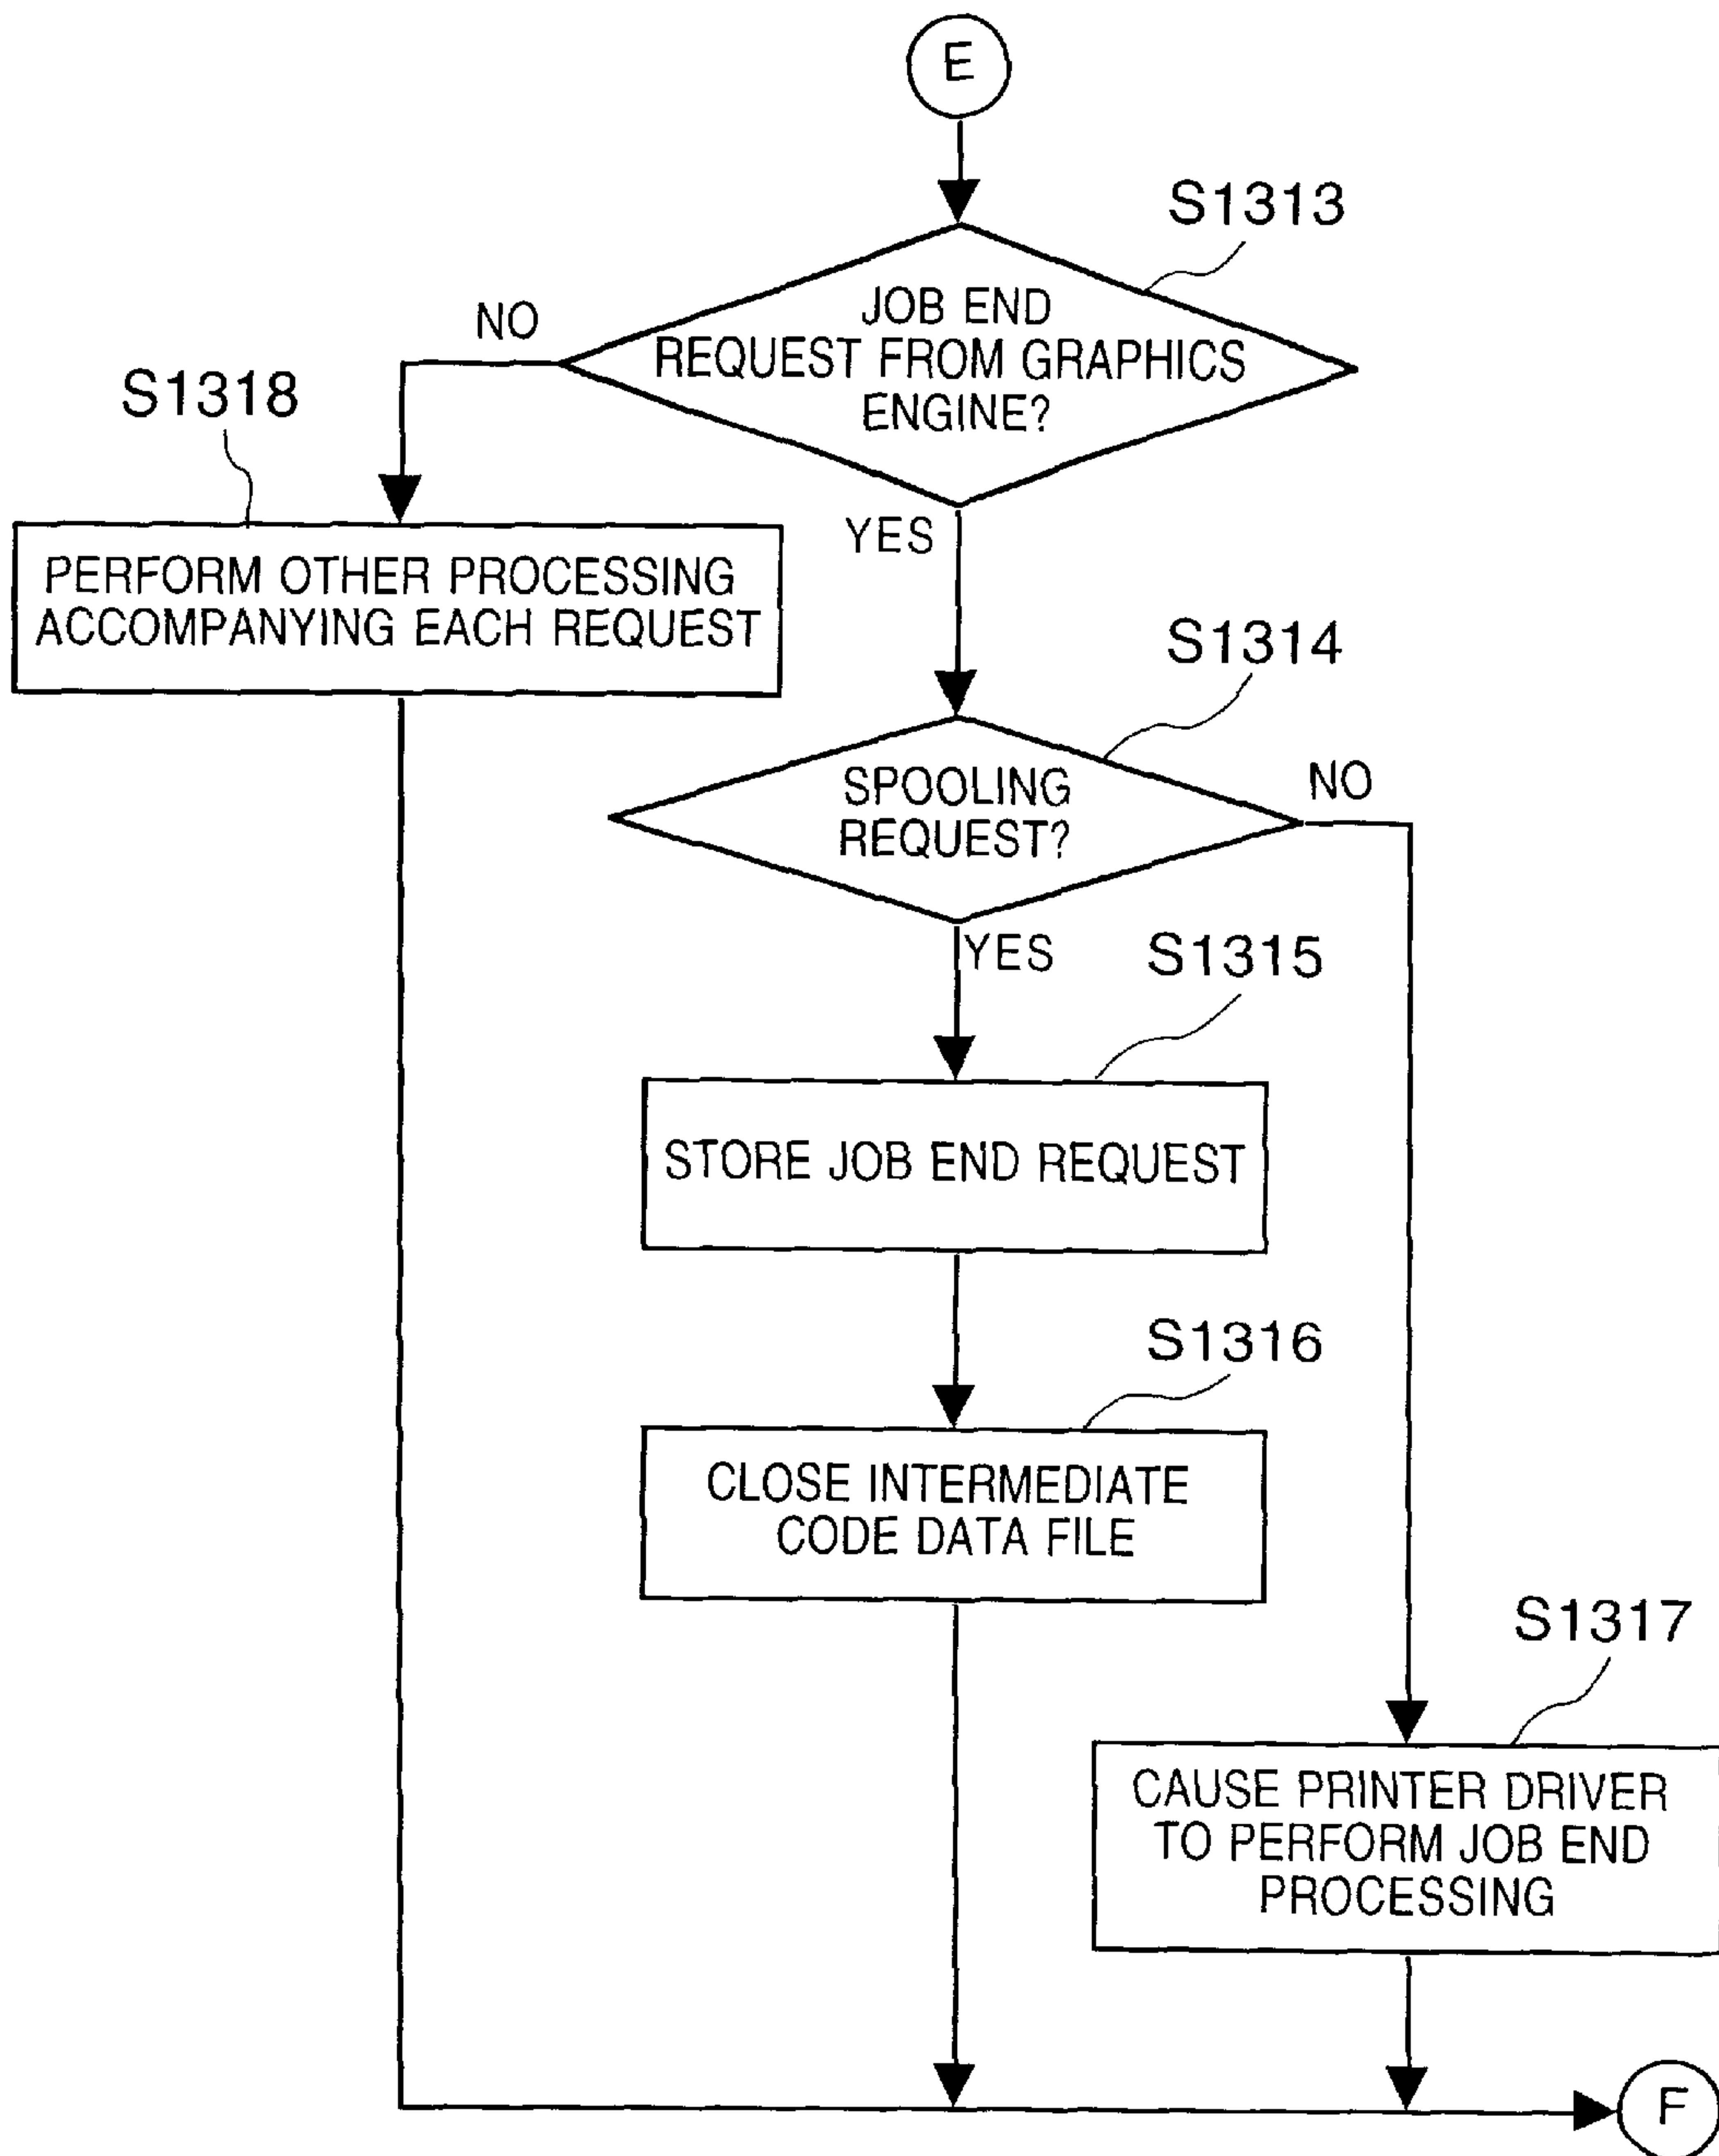 E
S1313
JOB END
REQUEST FROM GRAPHICS
ENGINE?
NO
S1318
YES
PERFORM OTHER PROCESSING
ACCOMPANYING EACH REQUEST
S1314
SPOOLING
REQUEST?
NO
YES
S1315
STORE JOB END REQUEST
S1316
CLOSE INTERMEDIATE
CODE DATA FILE
S1317
CAUSE PRINTER DRIVER
TO PERFORM JOB END
PROCESSING
F